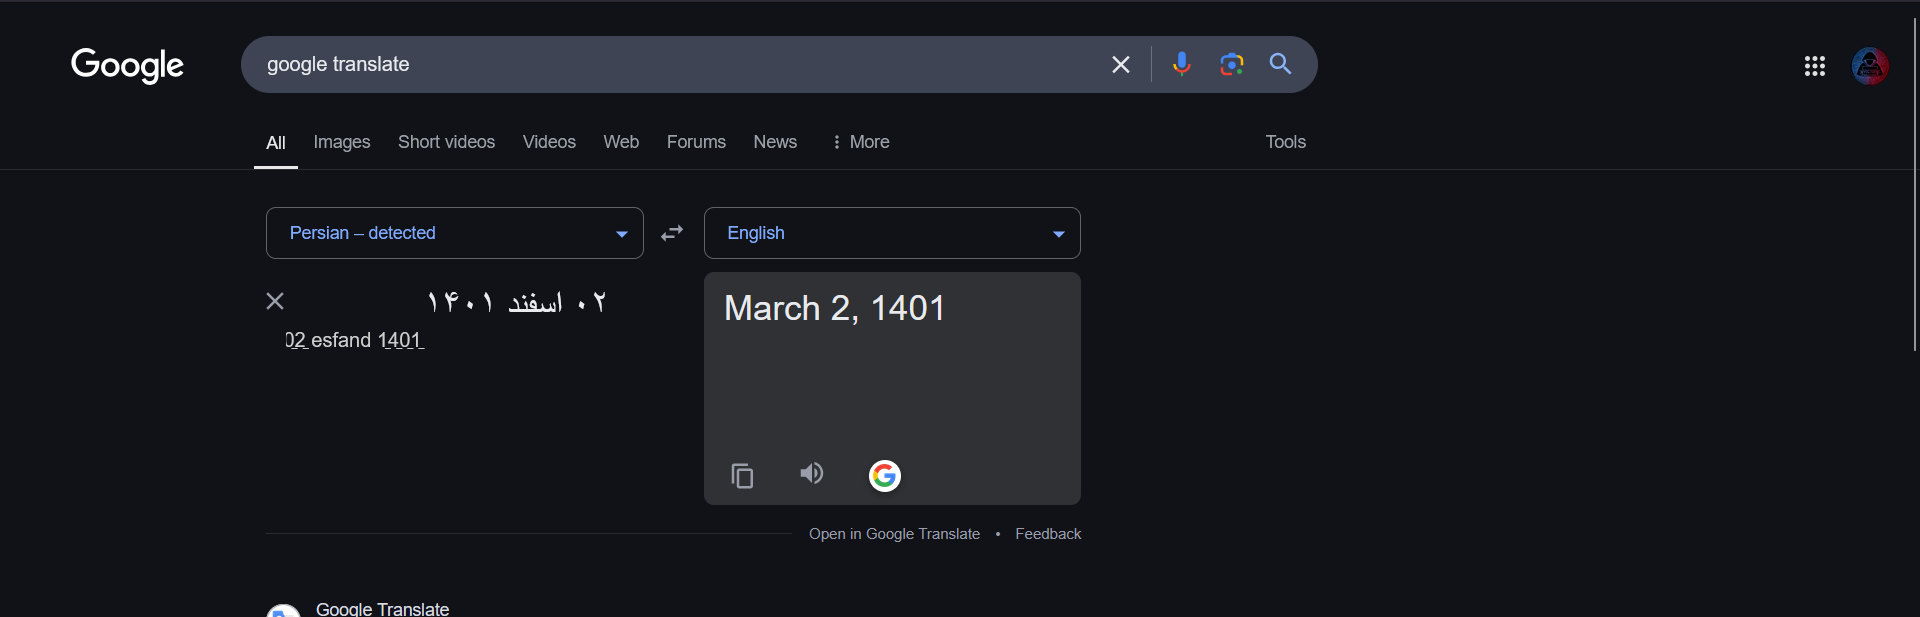 Google
google translate
All Images Short videos Videos Web Forums News More Tools
Persian – detected English
۰۲ اسفند ۱۴۰۱
02 esfand 1401
March 2, 1401
Open in Google Translate • Feedback
Google Translate